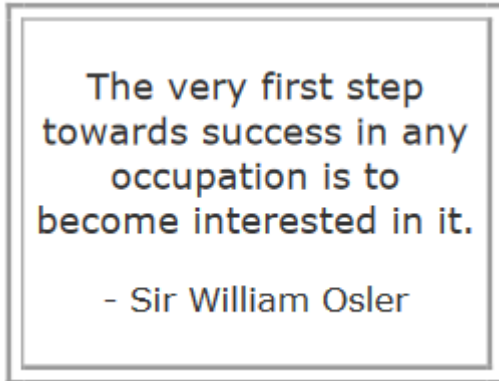 The very first step
towards success in any
occupation is to
become interested in it.
- Sir William Osler